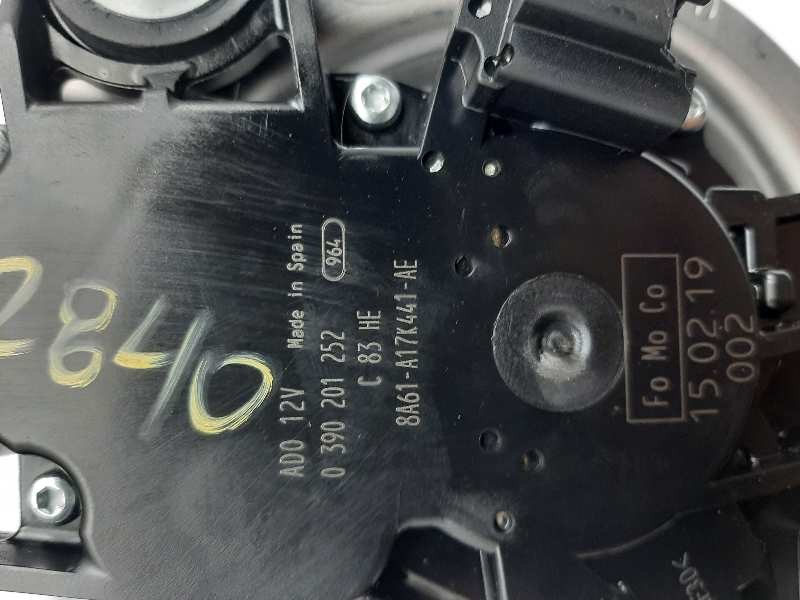 2840
ADO 12V Made in Spain
0 390 201 252 964
C 83 HE
8A61-A17K441-AE
Fo Mo Co
15.02.19
002